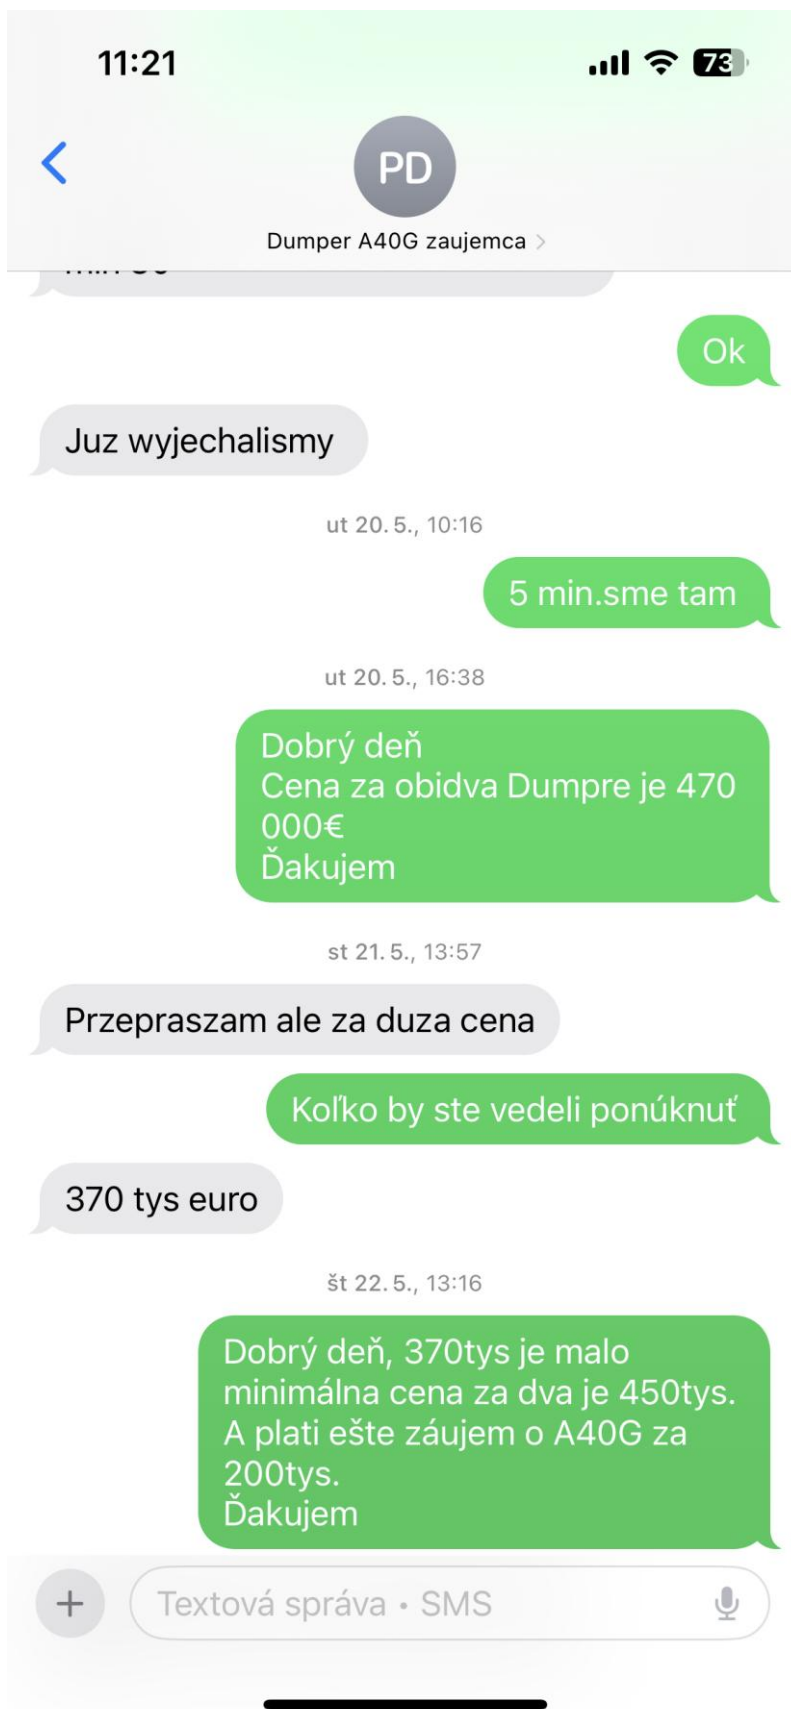 11:21
73
PD
Dumper A40G zaujemca
Ok
Juz wyjechalismy
ut 20. 5., 10:16
5 min.sme tam
ut 20. 5., 16:38
Dobrý deň
Cena za obidva Dumpre je 470
000€
Ďakujem
st 21. 5., 13:57
Przepraszam ale za duza cena
Koľko by ste vedeli ponúknuť
370 tys euro
št 22. 5., 13:16
Dobrý deň, 370tys je malo
minimálna cena za dva je 450tys.
A plati ešte záujem o A40G za
200tys.
Ďakujem
Textová správa • SMS